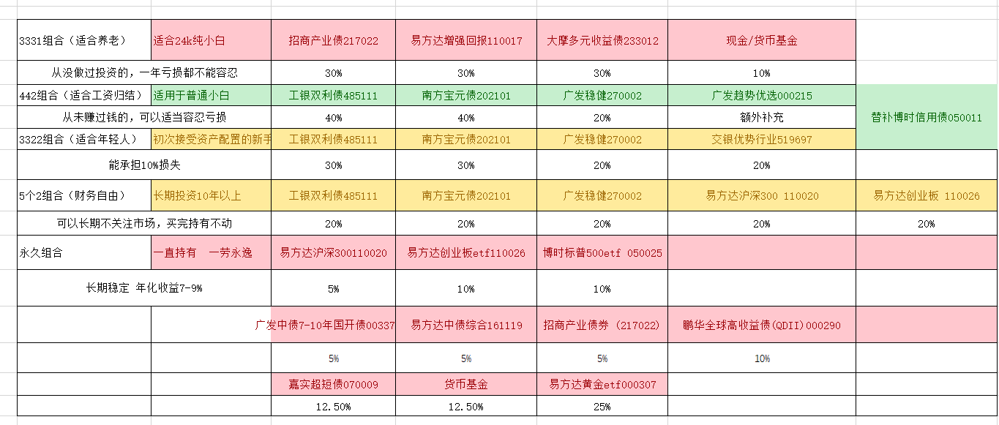 3331组合（适合养老） 适合24k纯小白 招商产业债217022 易方达增强回报110017 大摩多元收益债233012 现金/货币基金
从没做过投资的，一年亏损都不能容忍 30% 30% 30% 10%
442组合（适合工资归结） 适用于普通小白 工银双利债485111 南方宝元债202101 广发稳健270002 广发趋势优选000215
从未赚过钱的，可以适当容忍亏损 40% 40% 20% 额外补充 替补博时信用债050011
3322组合（适合年轻人） 初次接受资产配置的新手 工银双利债485111 南方宝元债202101 广发稳健270002 交银优势行业519697
能承担10%损失 30% 30% 20% 20%
5个2组合（财务自由） 长期投资10年以上 工银双利债485111 南方宝元债202101 广发稳健270002 易方达沪深300 110020 易方达创业板 110026
可以长期不关注市场，买完持有不动 20% 20% 20% 20% 20%
永久组合 一直持有 一劳永逸 易方达沪深300110020 易方达创业板etf110026 博时标普500etf 050025
长期稳定 年化收益7-9% 5% 10% 10%
广发中债7-10年国开债00337 易方达中债综合161119 招商产业债券（217022） 鹏华全球高收益债(QDII)000290
5% 5% 5% 10%
嘉实超短债070009 货币基金 易方达黄金etf000307
12.50% 12.50% 25%